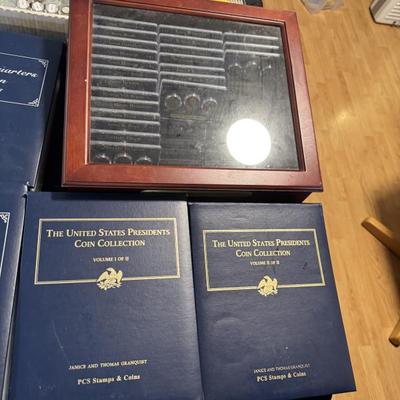 uarters
THE UNITED STATES PRESIDENTS
COIN COLLECTION
VOLUME I OF II
JANICE AND THOMAS GRANQUIST
PCS Stamps & Coins
THE UNITED STATES PRESIDENTS
COIN COLLECTION
VOLUME II OF II
JANICE AND THOMAS GRANQUIST
PCS Stamps & Coins